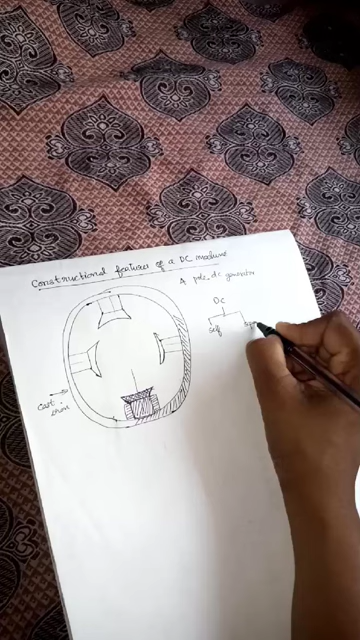 Constructional features of a DC machine
4 pole dc generator
DC
self
Cast
iron